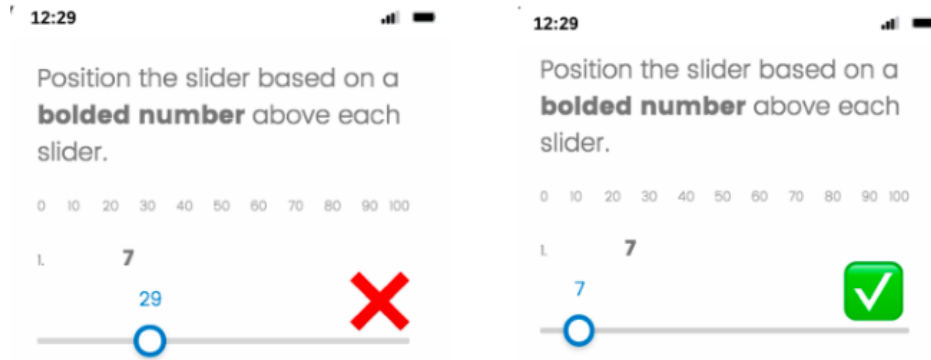 12:29
Position the slider based on a
bolded number above each
slider.
0 10 20 30 40 50 60 70 80 90 100
1. 7
29
12:29
Position the slider based on a
bolded number above each
slider.
0 10 20 30 40 50 60 70 80 90 100
1. 7
7